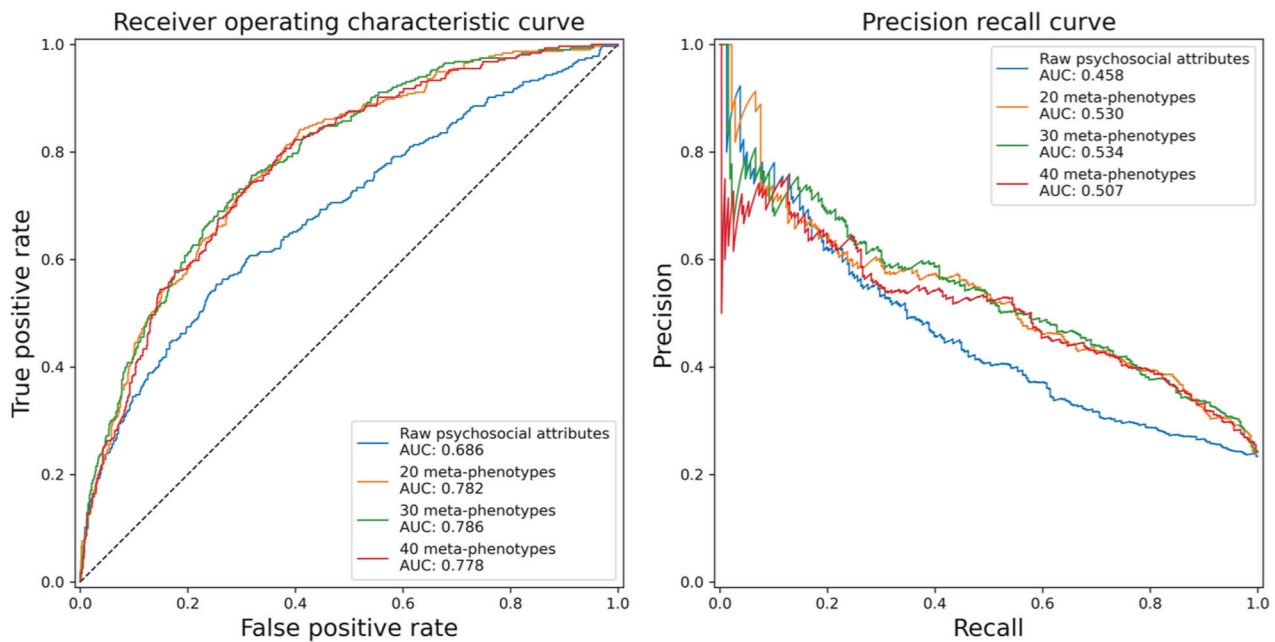 Receiver operating characteristic curve
1.0
0.8
0.6
0.4
0.2
0.0
True positive rate
Raw psychosocial attributes
AUC: 0.686
20 meta-phenotypes
AUC: 0.782
30 meta-phenotypes
AUC: 0.786
40 meta-phenotypes
AUC: 0.778
0.0 0.2 0.4 0.6 0.8 1.0
False positive rate
Precision recall curve
1.0
0.8
0.6
0.4
0.2
0.0
Precision
Raw psychosocial attributes
AUC: 0.458
20 meta-phenotypes
AUC: 0.530
30 meta-phenotypes
AUC: 0.534
40 meta-phenotypes
AUC: 0.507
0.0 0.2 0.4 0.6 0.8 1.0
Recall